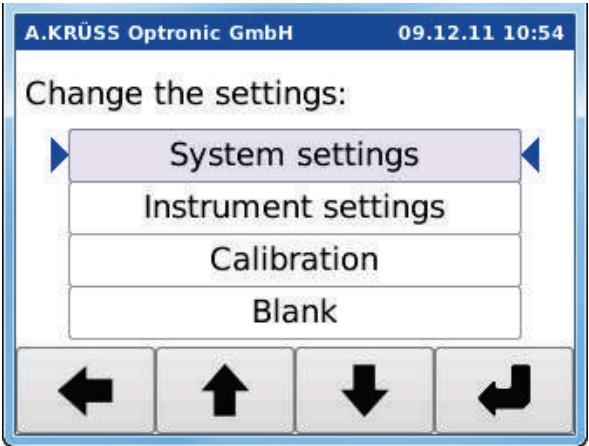 A.KRÜSS Optronic GmbH 09.12.11 10:54
Change the settings:
System settings
Instrument settings
Calibration
Blank